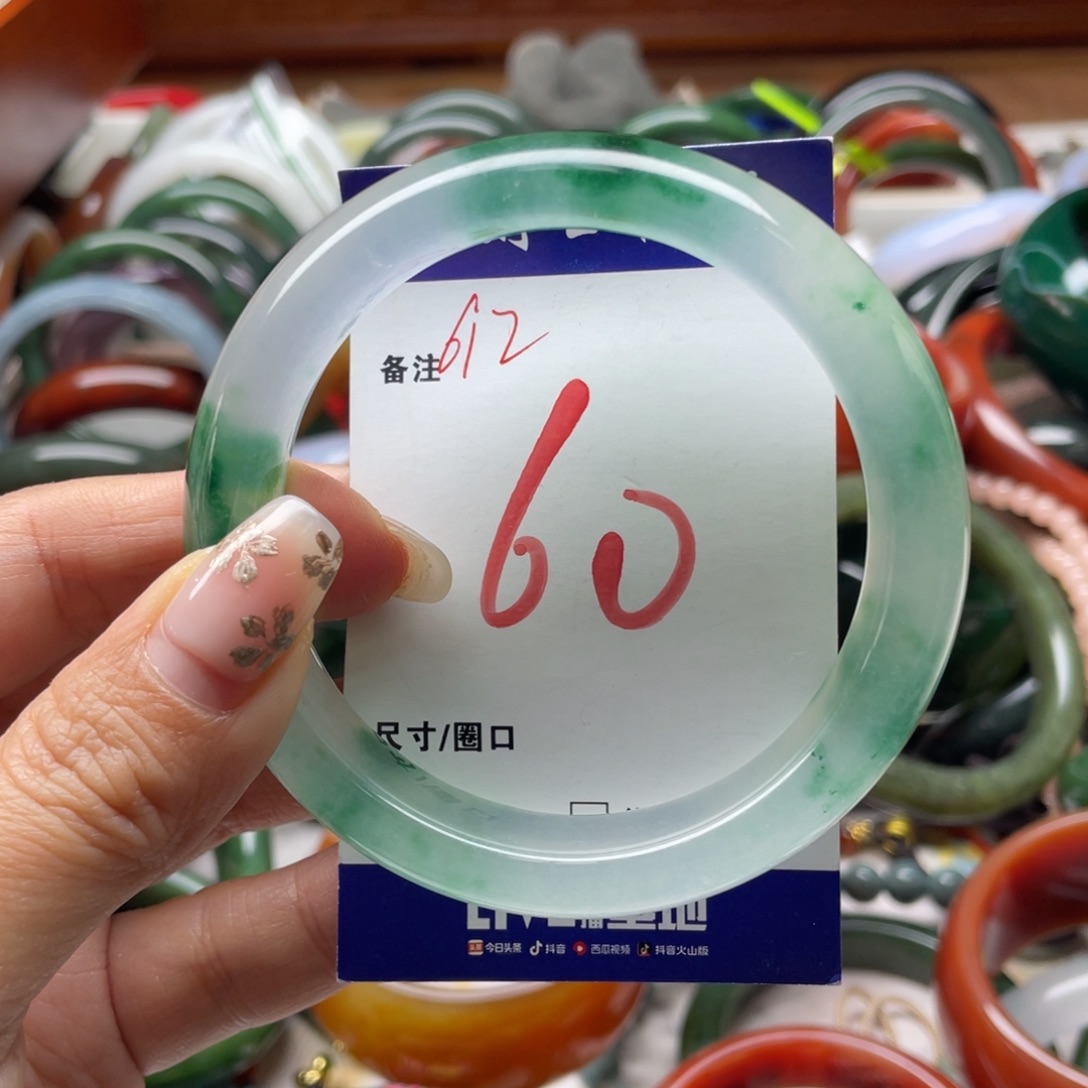 备注 612
60
尺寸/圈口
今日头条 抖音 西瓜视频 抖音火山版